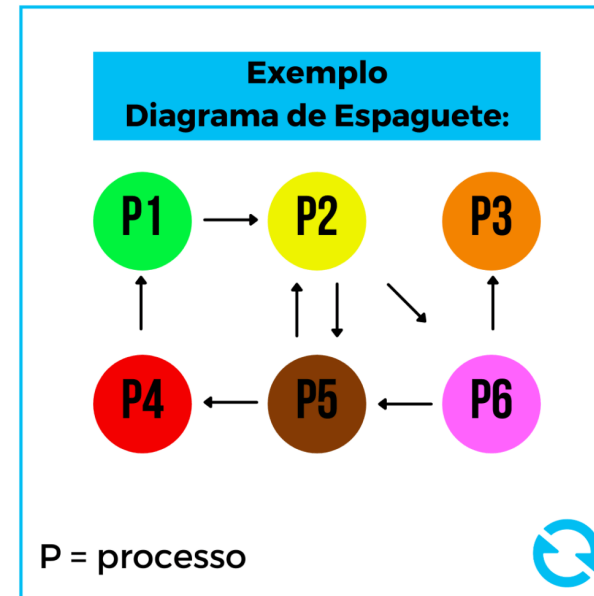 Exemplo
Diagrama de Espaguete:
P1
P2
P3
P4
P5
P6
P = processo